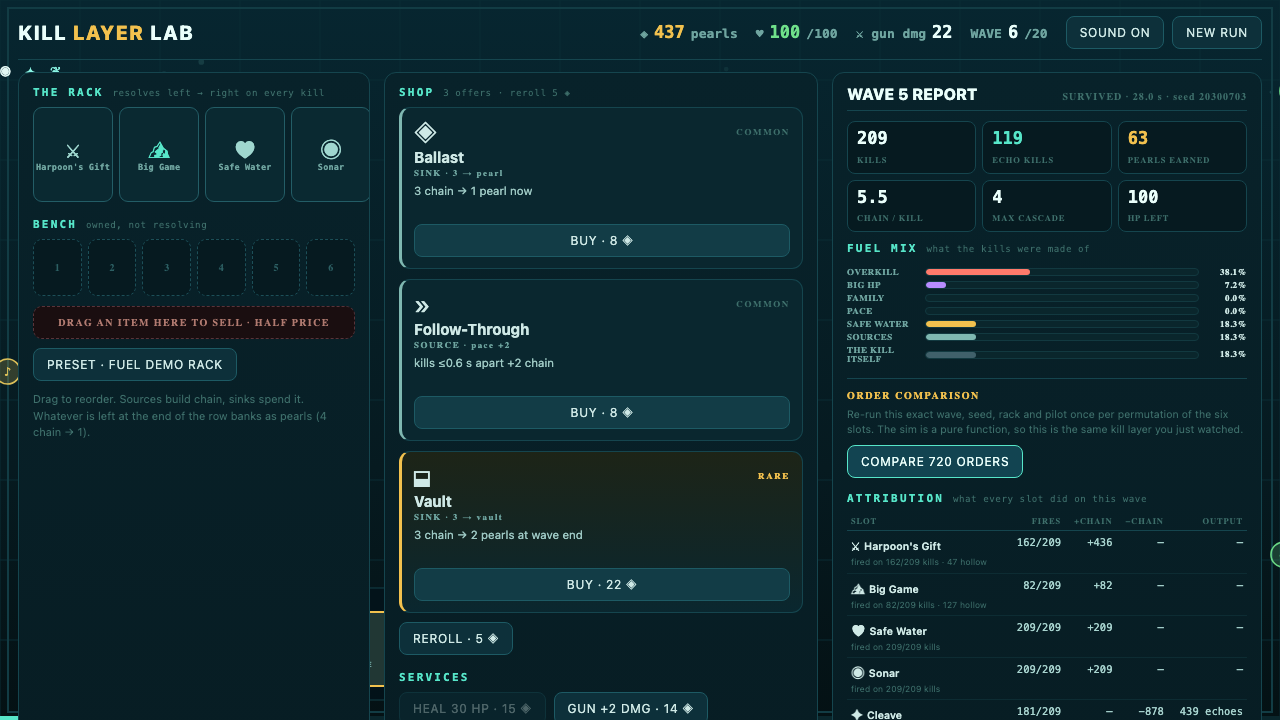 KILL LAYER LAB
◆ 437 pearls ♥ 100 /100 ⚔ gun dmg 22 WAVE 6 /20
SOUND ON
NEW RUN
THE RACK resolves left → right on every kill
Harpoon's Gift
Big Game
Safe Water
Sonar
BENCH owned, not resolving
1 2 3 4 5 6
DRAG AN ITEM HERE TO SELL · HALF PRICE
PRESET · FUEL DEMO RACK
Drag to reorder. Sources build chain, sinks spend it.
Whatever is left at the end of the row banks as pearls (4
chain → 1).
SHOP 3 offers · reroll 5 ◆
COMMON
Ballast
SINK · 3 → pearl
3 chain → 1 pearl now
BUY · 8 ◈
COMMON
Follow-Through
SOURCE · pace +2
kills ≤0.6 s apart +2 chain
BUY · 8 ◈
RARE
Vault
SINK · 3 → vault
3 chain → 2 pearls at wave end
BUY · 22 ◈
REROLL · 5 ◈
SERVICES
HEAL 30 HP · 15 ◈
GUN +2 DMG · 14 ◈
WAVE 5 REPORT
SURVIVED · 28.0 s · seed 20300703
209
KILLS
119
ECHO KILLS
63
PEARLS EARNED
5.5
CHAIN / KILL
4
MAX CASCADE
100
HP LEFT
FUEL MIX what the kills were made of
OVERKILL 38.1%
BIG HP 7.2%
FAMILY 0.0%
PACE 0.0%
SAFE WATER 18.3%
SOURCES 18.3%
THE KILL
ITSELF 18.3%
ORDER COMPARISON
Re-run this exact wave, seed, rack and pilot once per permutation of the six
slots. The sim is a pure function, so this is the same kill layer you just watched.
COMPARE 720 ORDERS
ATTRIBUTION what every slot did on this wave
SLOT FIRES +CHAIN −CHAIN OUTPUT
Harpoon's Gift 162/209 +436 — —
fired on 162/209 kills · 47 hollow
Big Game 82/209 +82 — —
fired on 82/209 kills · 127 hollow
Safe Water 209/209 +209 — —
fired on 209/209 kills
Sonar 209/209 +209 — —
fired on 209/209 kills
Cleave 181/209 — −878 439 echoes